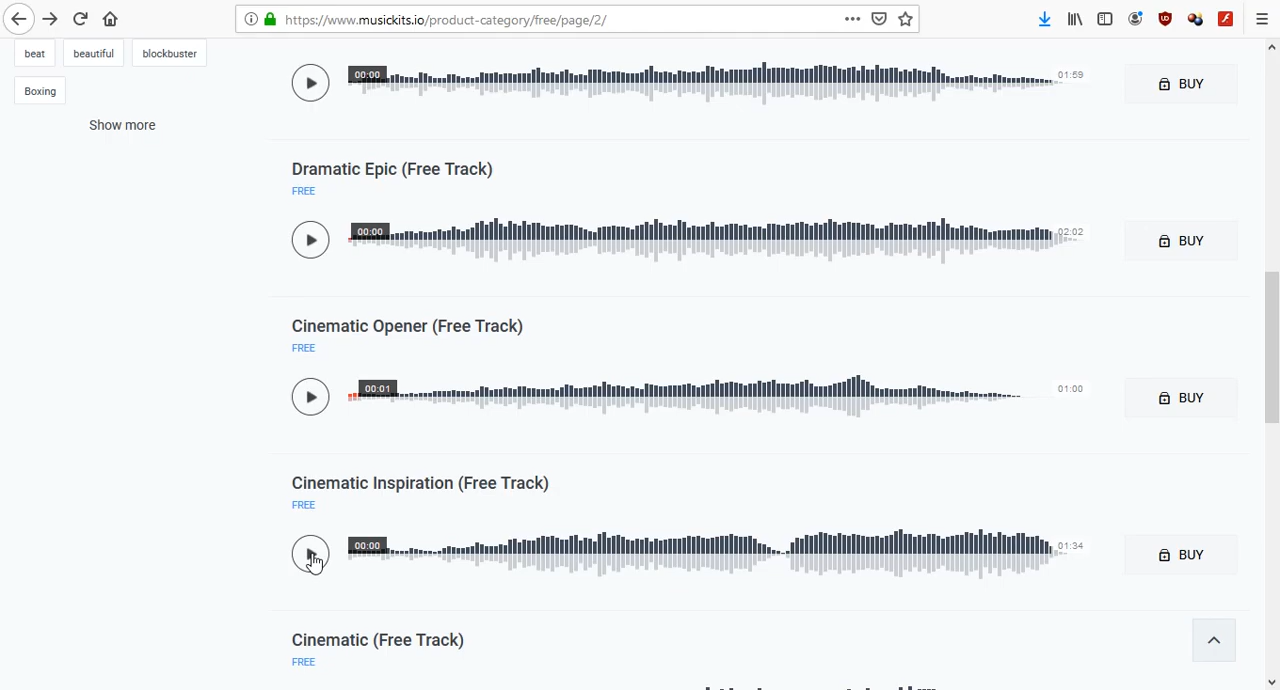 https://www.musickits.io/product-category/free/page/2/
beat
beautiful
blockbuster
Boxing
Show more
00:00
01:59
BUY
Dramatic Epic (Free Track)
FREE
00:00
02:02
BUY
Cinematic Opener (Free Track)
FREE
00:01
01:00
BUY
Cinematic Inspiration (Free Track)
FREE
00:00
01:34
BUY
Cinematic (Free Track)
FREE